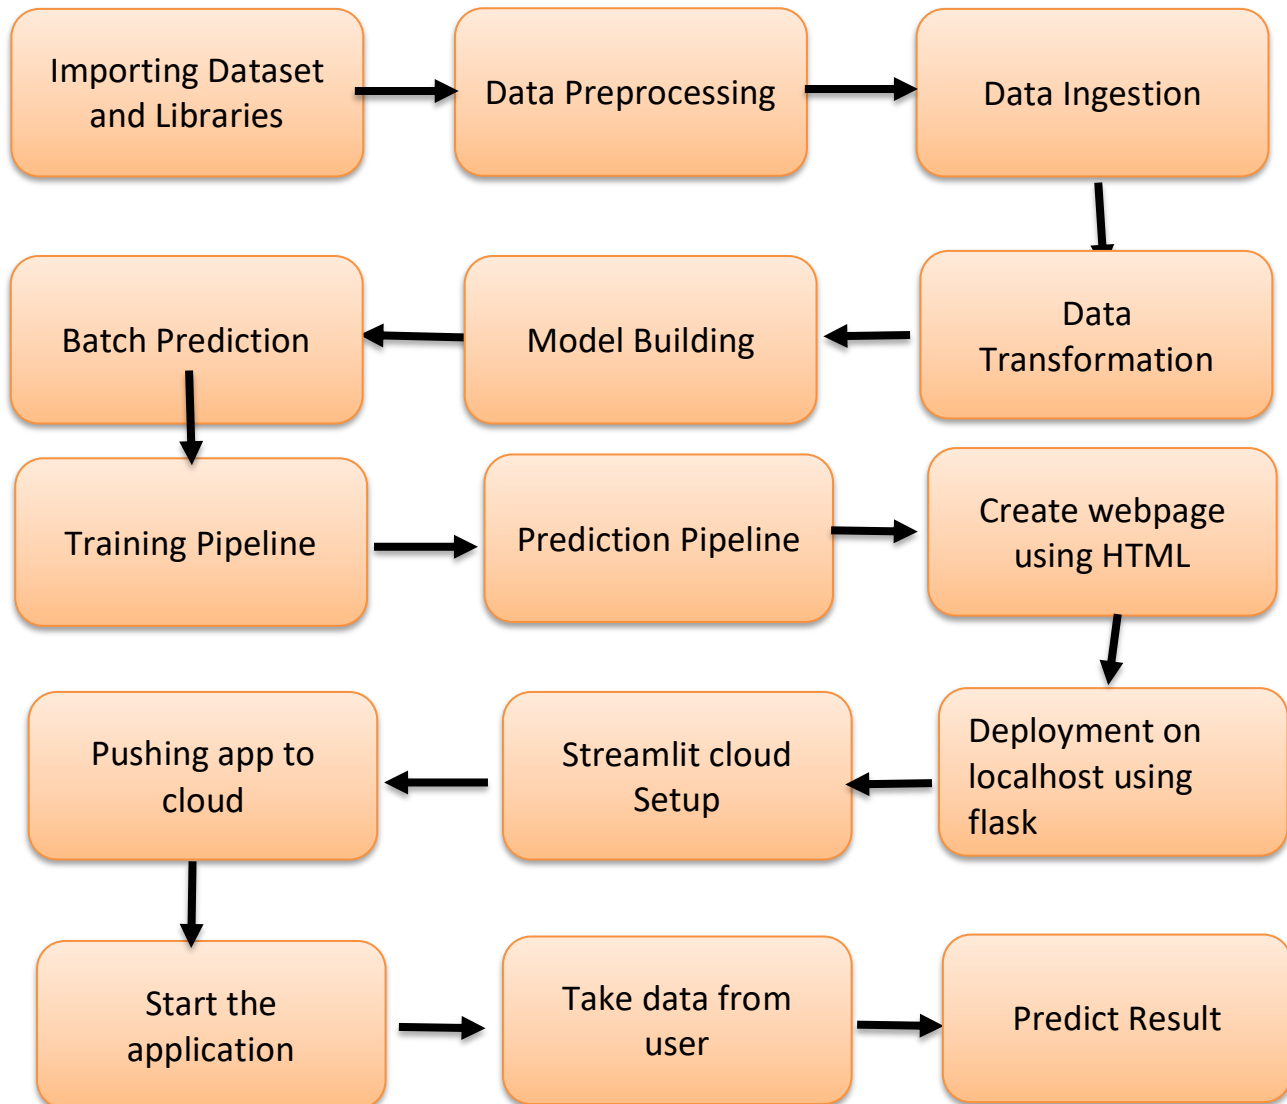 Importing Dataset
and Libraries
Data Preprocessing
Data Ingestion
Data
Transformation
Model Building
Batch Prediction
Training Pipeline
Prediction Pipeline
Create webpage
using HTML
Deployment on
localhost using
flask
Streamlit cloud
Setup
Pushing app to
cloud
Start the
application
Take data from
user
Predict Result